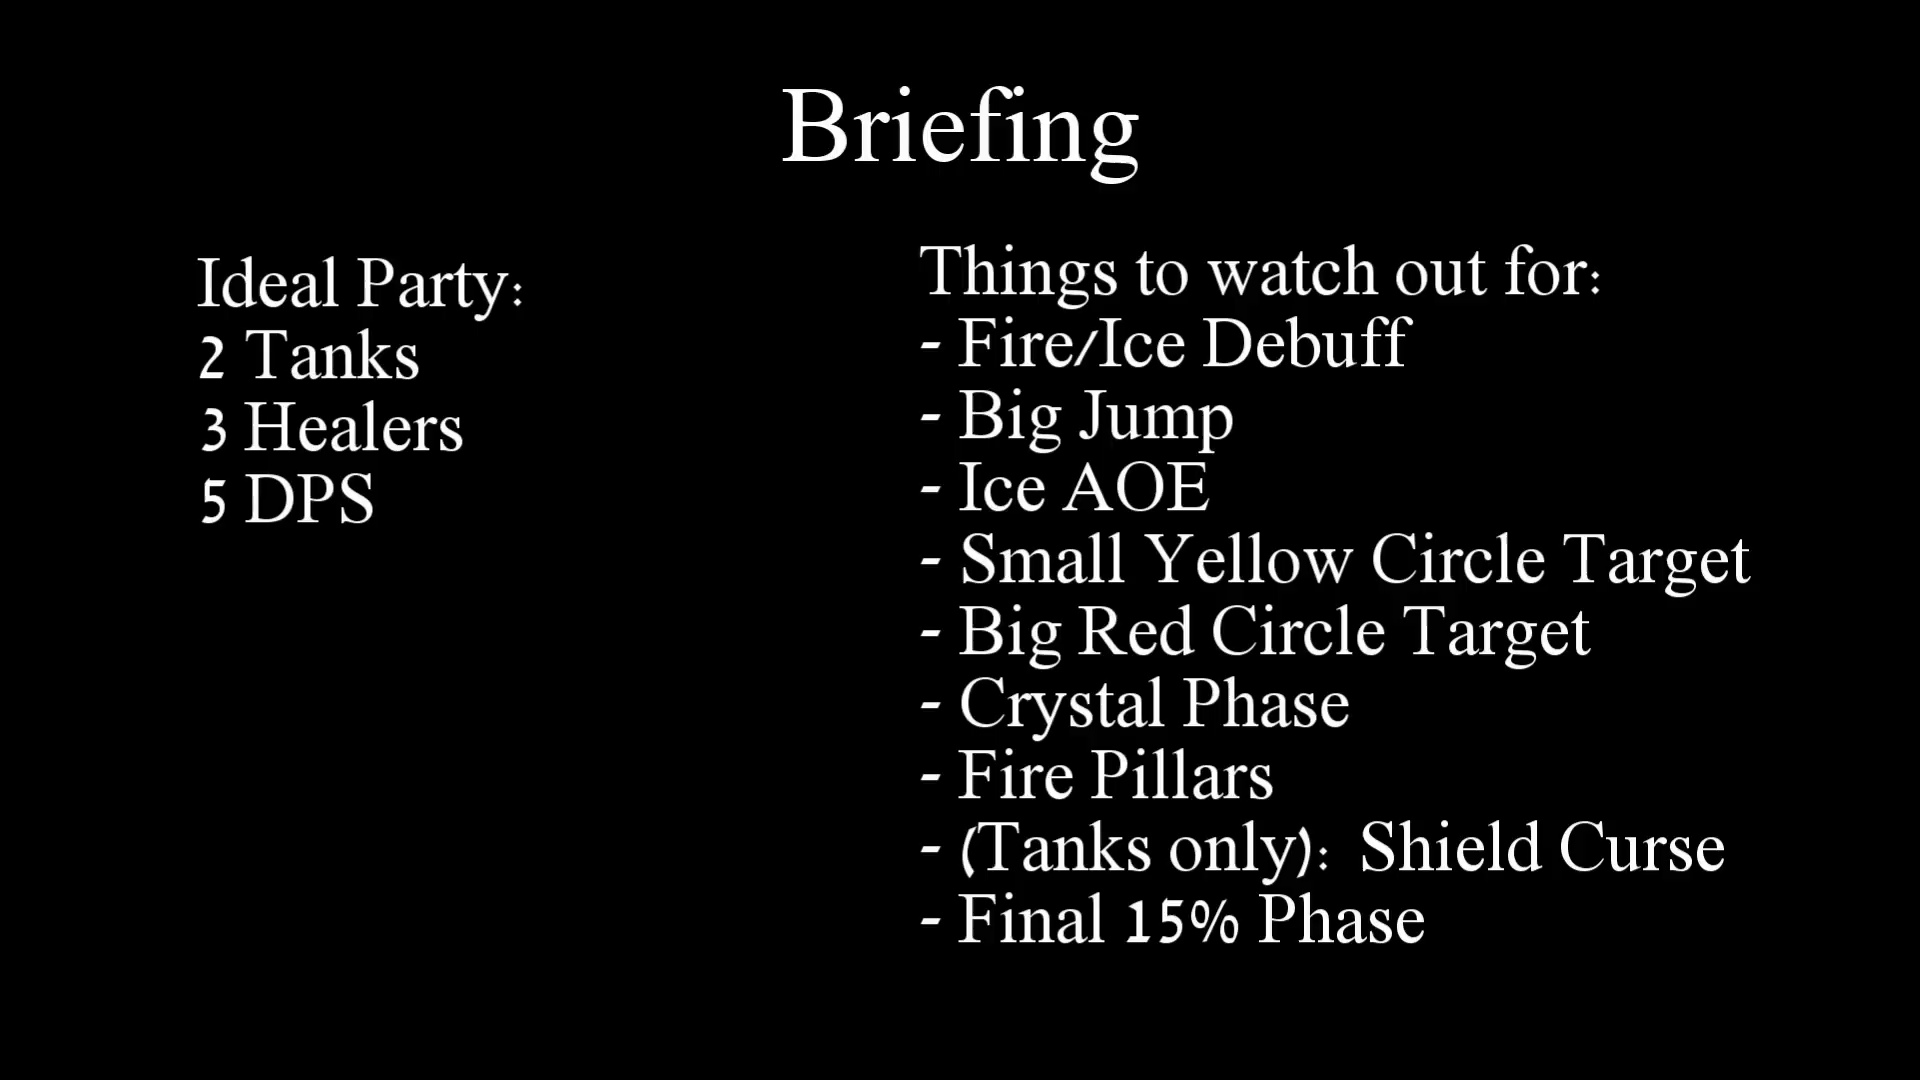 Briefing
Ideal Party:
2 Tanks
3 Healers
5 DPS
Things to watch out for:
- Fire/Ice Debuff
- Big Jump
- Ice AOE
- Small Yellow Circle Target
- Big Red Circle Target
- Crystal Phase
- Fire Pillars
- (Tanks only): Shield Curse
- Final 15% Phase